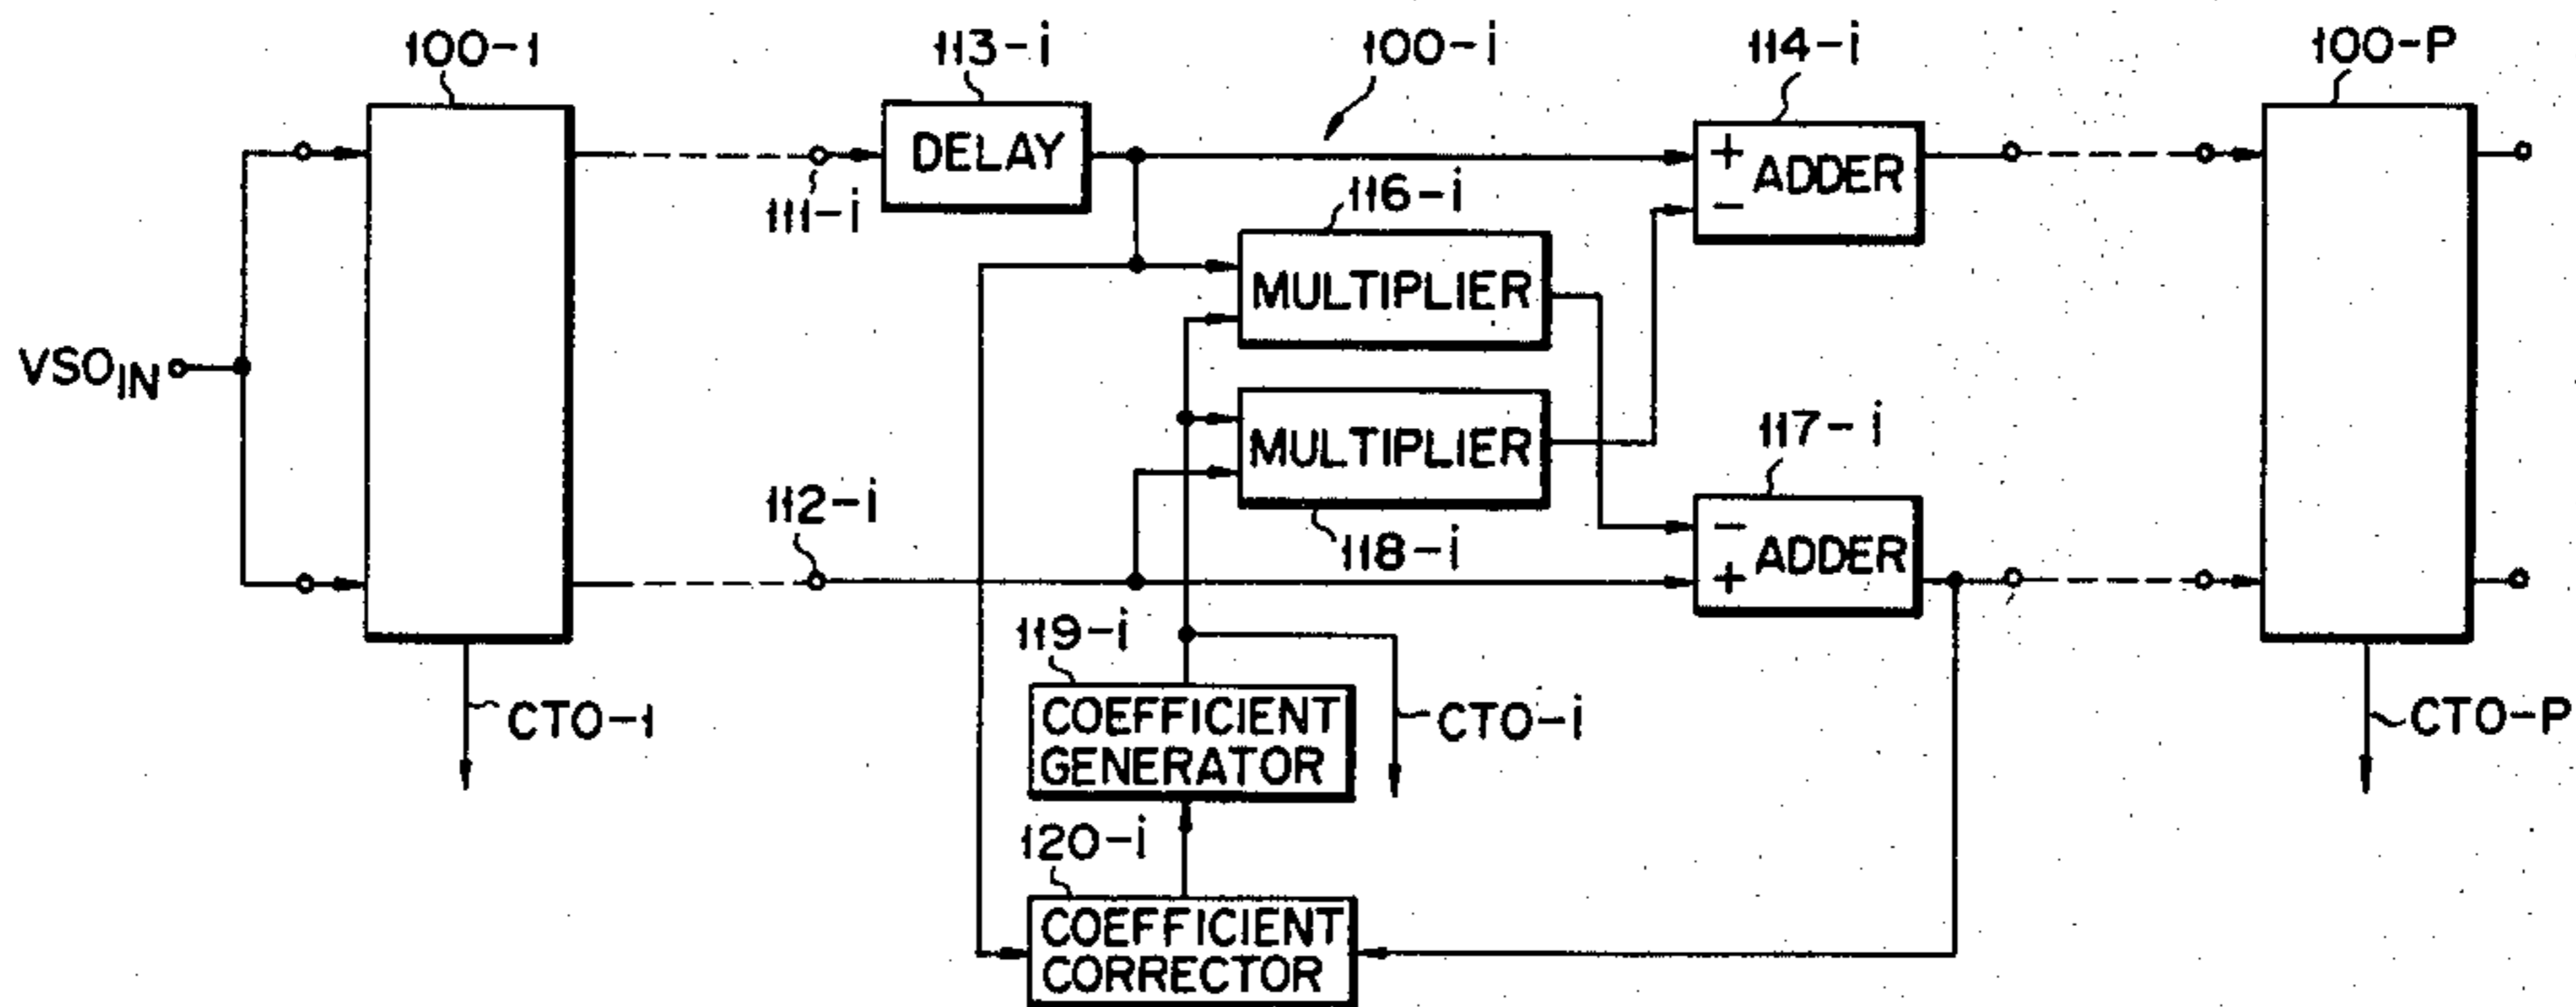 100-1
113-i
100-i
114-i
100-P
DELAY
+
ADDER
−
111-i
116-i
MULTIPLIER
VSO_IN
MULTIPLIER
117-i
112-i
118-i
−
ADDER
+
119-i
COEFFICIENT
GENERATOR
CTO-1
CTO-i
CTO-P
120-i
COEFFICIENT
CORRECTOR